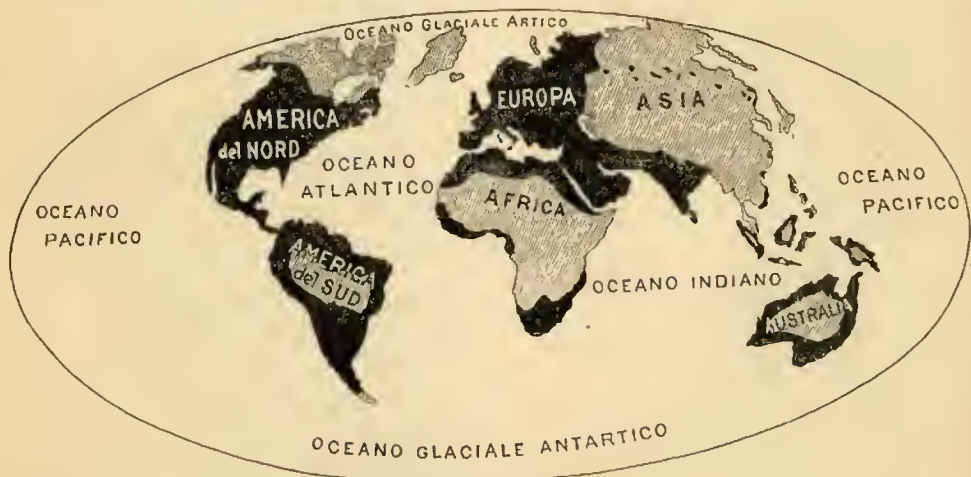 OCEANO GLACIALE ARTICO
AMERICA
del NORD
EUROPA
ASIA
OCEANO
ATLANTICO
AFRICA
OCEANO
PACIFICO
OCEANO
PACIFICO
AMERICA
del SUD
OCEANO INDIANO
AUSTRALIA
OCEANO GLACIALE ANTARTICO